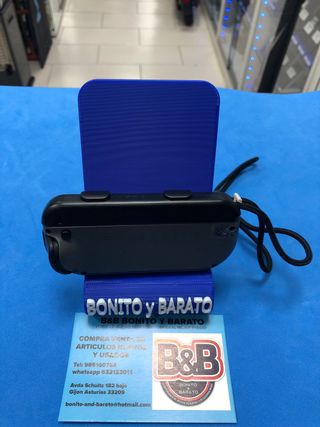 BONITO y BARATO
B&B BONITO Y BARATO
COMPRA VENTA DE
ARTICULOS NUEVOS
Y USADOS
whatsapp 632123011
Avda Schultz 182 bajo
Gijon Asturias 33209
bonito-and-barato@hotmail.com
B&B
BONITO
BARATO